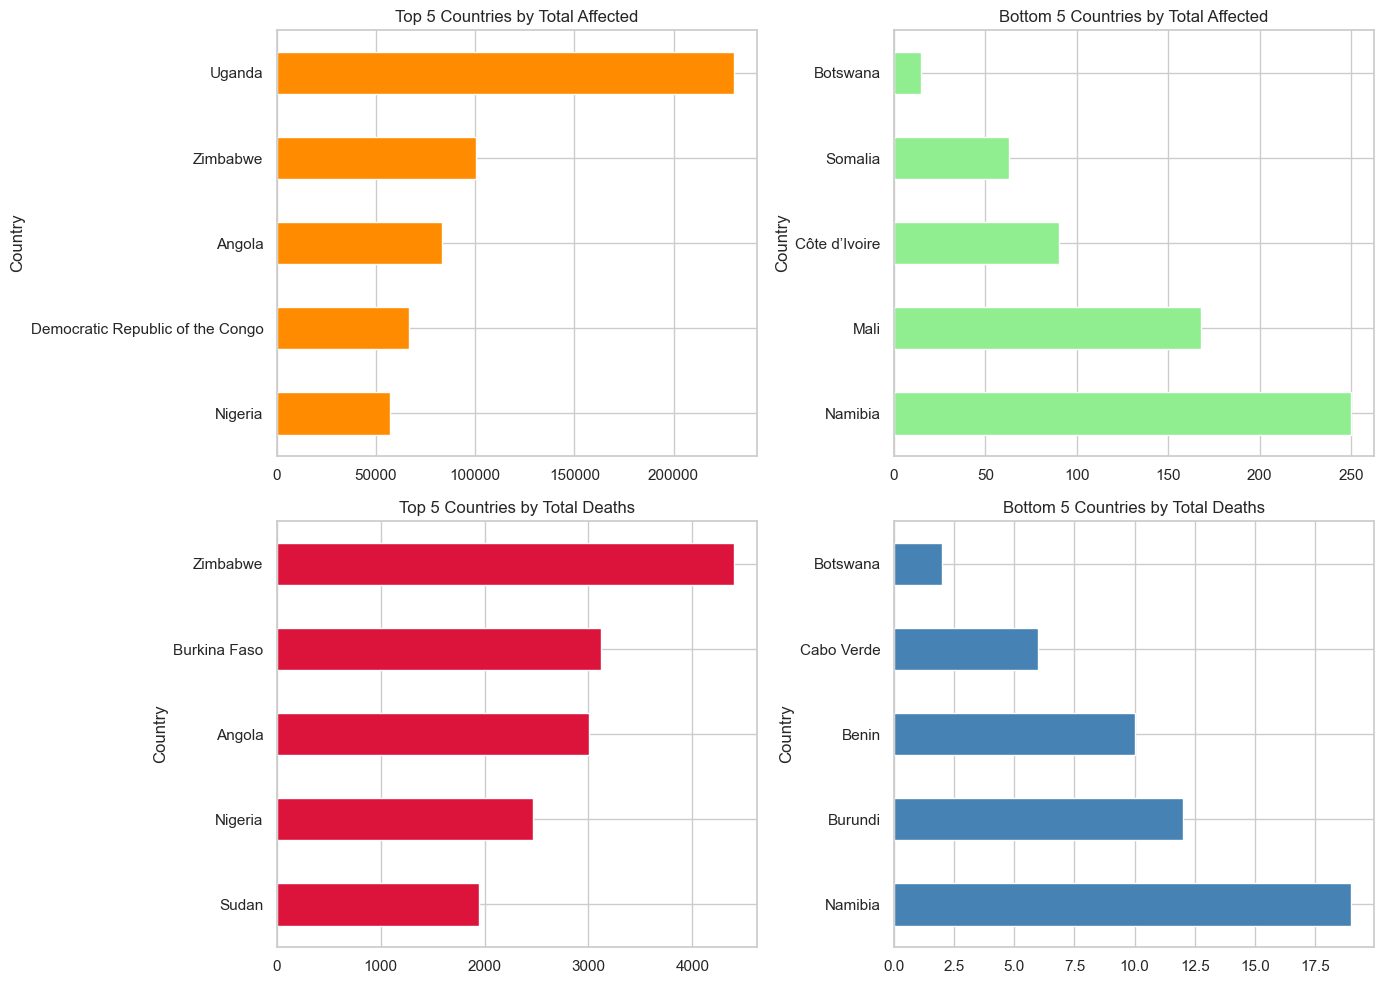 Top 5 Countries by Total Affected
Country
Uganda
Zimbabwe
Angola
Democratic Republic of the Congo
Nigeria
0 50000 100000 150000 200000
Bottom 5 Countries by Total Affected
Country
Botswana
Somalia
Côte d’Ivoire
Mali
Namibia
0 50 100 150 200 250
Top 5 Countries by Total Deaths
Country
Zimbabwe
Burkina Faso
Angola
Nigeria
Sudan
0 1000 2000 3000 4000
Bottom 5 Countries by Total Deaths
Country
Botswana
Cabo Verde
Benin
Burundi
Namibia
0.0 2.5 5.0 7.5 10.0 12.5 15.0 17.5